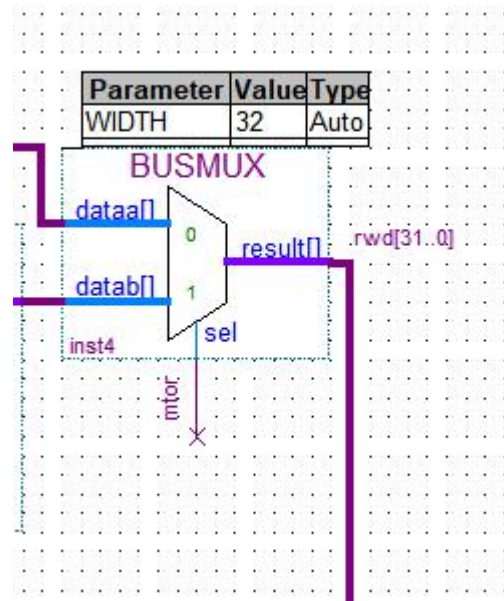 Parameter Value Type
WIDTH 32 Auto
BUSMUX
dataa[]
0
result[]
rwd[31..0]
datab[]
1
sel
inst4
mtor